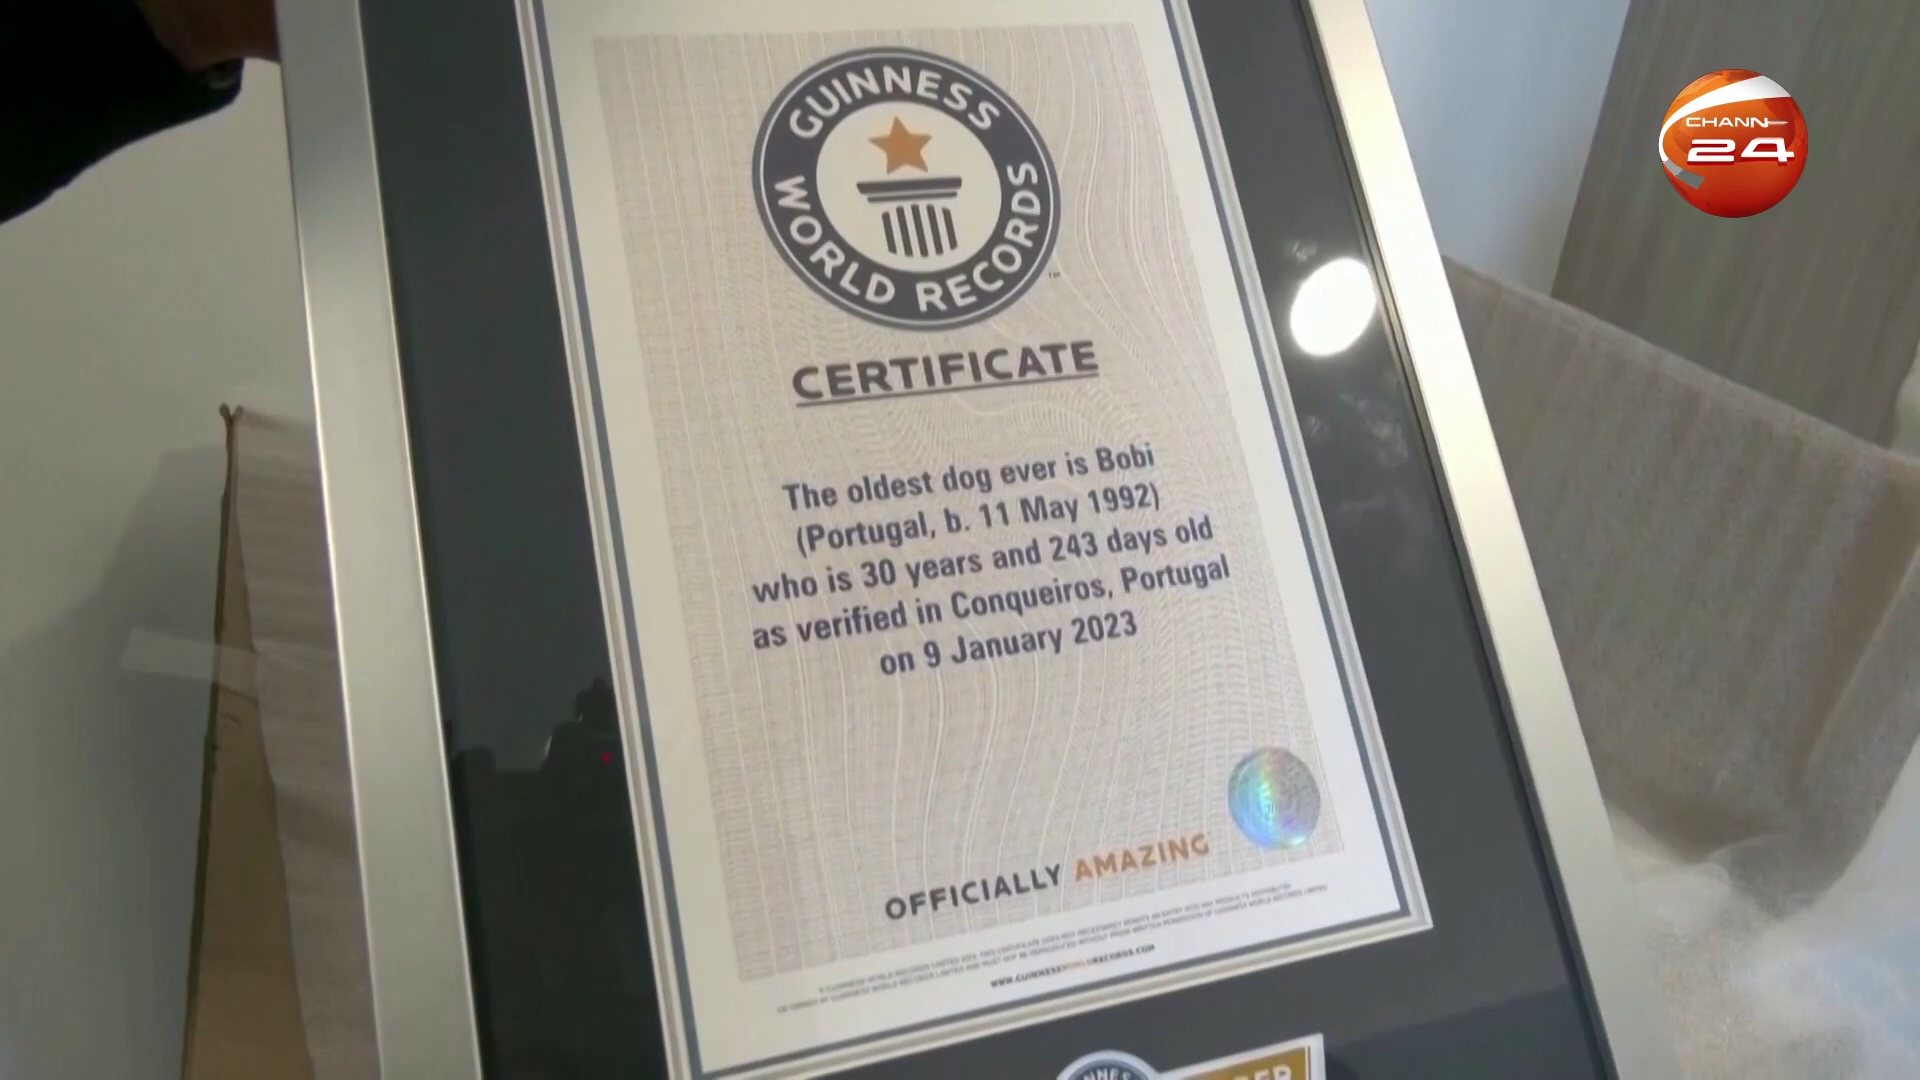 GUINNESS
WORLD RECORDS
™
CERTIFICATE
The oldest dog ever is Bobi
(Portugal, b. 11 May 1992)
who is 30 years and 243 days old
as verified in Conqueiros, Portugal
on 9 January 2023
OFFICIALLY AMAZING
WWW.GUINNESSWORLDRECORDS.COM
CHANN
24